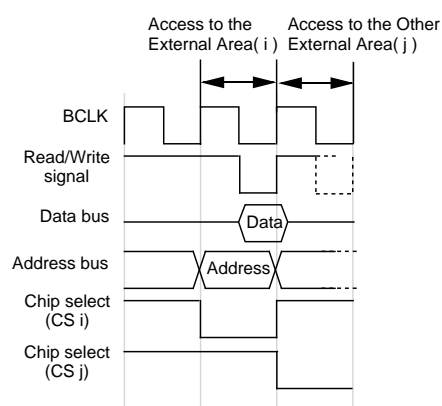 Access to the
External Area( i )
Access to the Other
External Area( j )
BCLK
Read/Write
signal
Data bus
Data
Address bus
Address
Chip select
(CS i)
Chip select
(CS j)